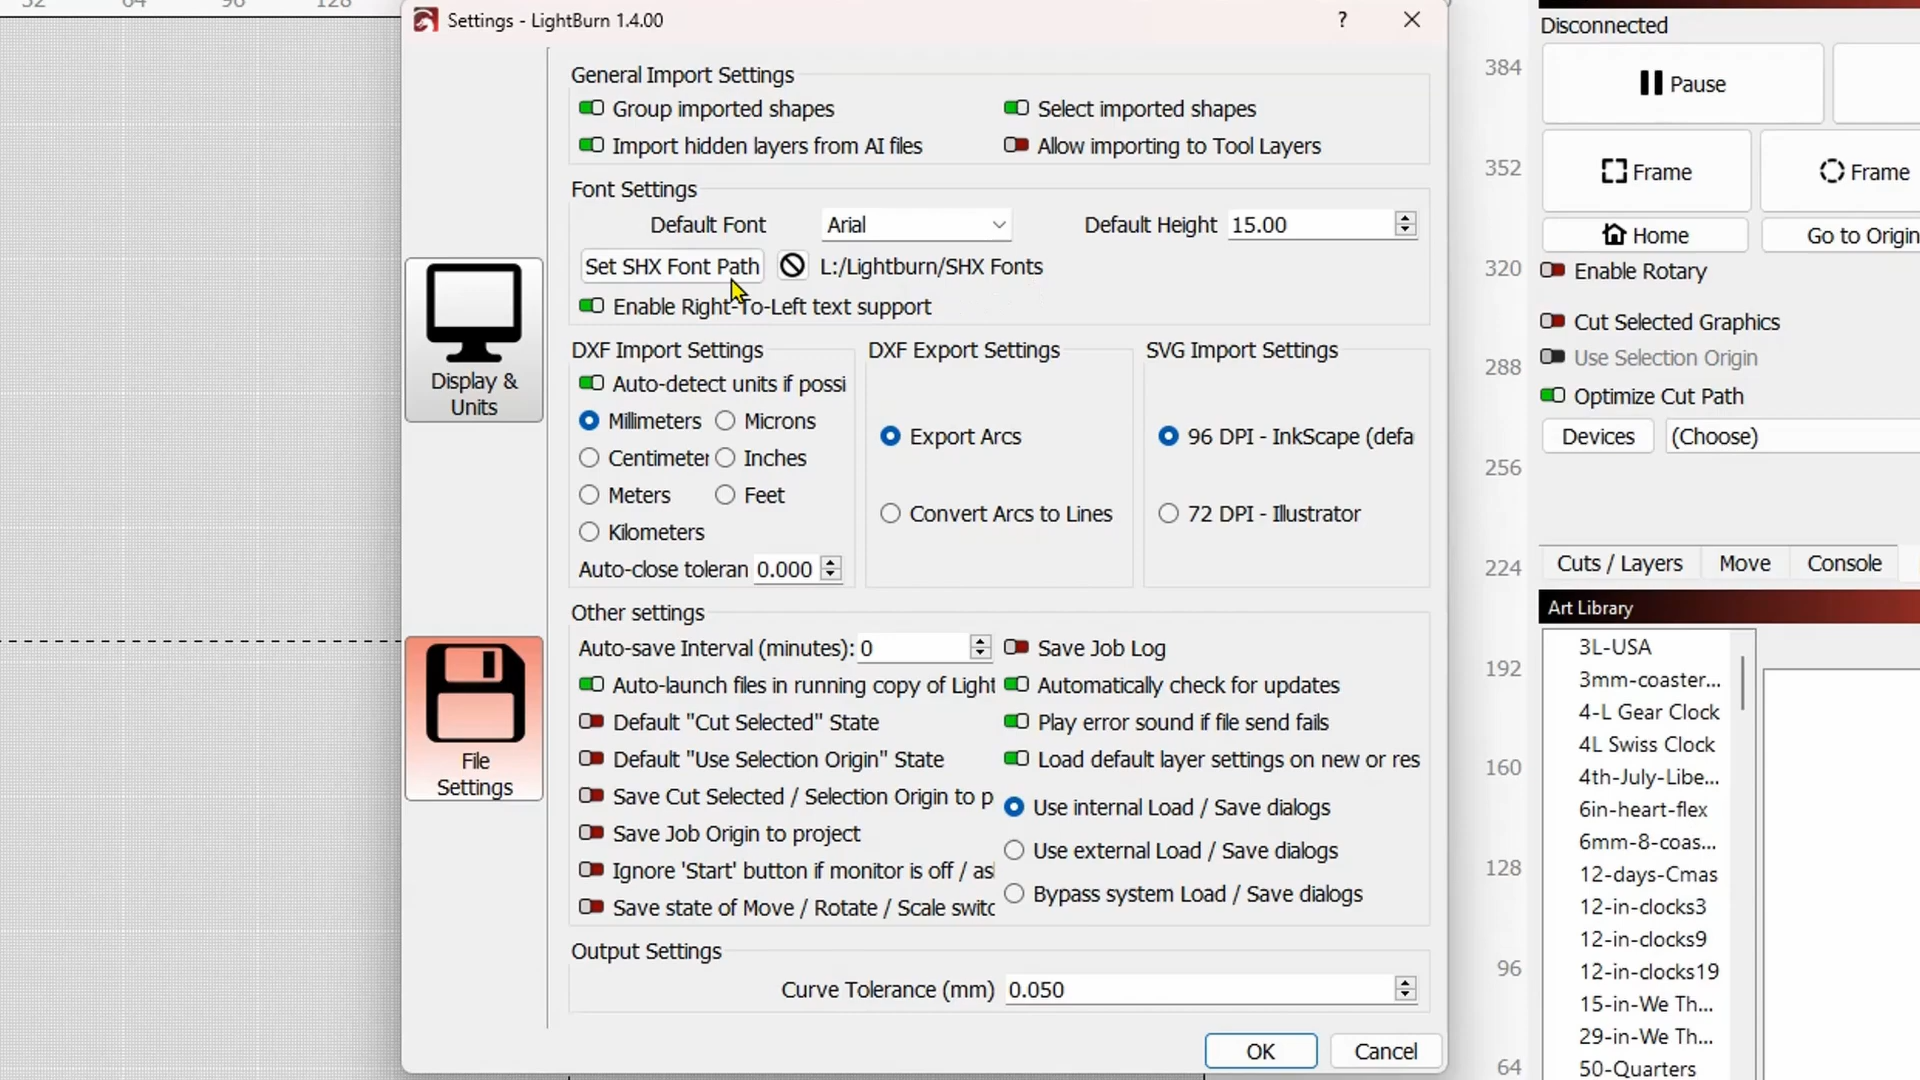 32 64 96 128
Settings - LightBurn 1.4.00
?
General Import Settings
Group imported shapes
Select imported shapes
Import hidden layers from AI files
Allow importing to Tool Layers
Font Settings
Default Font
Arial
Default Height
15.00
Set SHX Font Path
L:/Lightburn/SHX Fonts
Enable Right-To-Left text support
DXF Import Settings
Auto-detect units if possi
Millimeters
Microns
Centimeter
Inches
Meters
Feet
Kilometers
Auto-close toleran
0.000
DXF Export Settings
Export Arcs
Convert Arcs to Lines
SVG Import Settings
96 DPI - InkScape (defa
72 DPI - Illustrator
Other settings
Auto-save Interval (minutes):
0
Save Job Log
Auto-launch files in running copy of Light
Automatically check for updates
Default "Cut Selected" State
Play error sound if file send fails
Default "Use Selection Origin" State
Load default layer settings on new or res
Save Cut Selected / Selection Origin to p
Use internal Load / Save dialogs
Save Job Origin to project
Use external Load / Save dialogs
Ignore 'Start' button if monitor is off / as
Bypass system Load / Save dialogs
Save state of Move / Rotate / Scale switc
Output Settings
Curve Tolerance (mm)
0.050
OK
Cancel
Display &
Units
File
Settings
384
352
320
288
256
224
192
160
128
96
64
Disconnected
Pause
Frame
Frame
Home
Go to Origin
Enable Rotary
Cut Selected Graphics
Use Selection Origin
Optimize Cut Path
Devices
(Choose)
Cuts / Layers
Move
Console
Art Library
3L-USA
3mm-coaster...
4-L Gear Clock
4L Swiss Clock
4th-July-Libe...
6in-heart-flex
6mm-8-coas...
12-days-Cmas
12-in-clocks3
12-in-clocks9
12-in-clocks19
15-in-We Th...
29-in-We Th...
50-Quarters